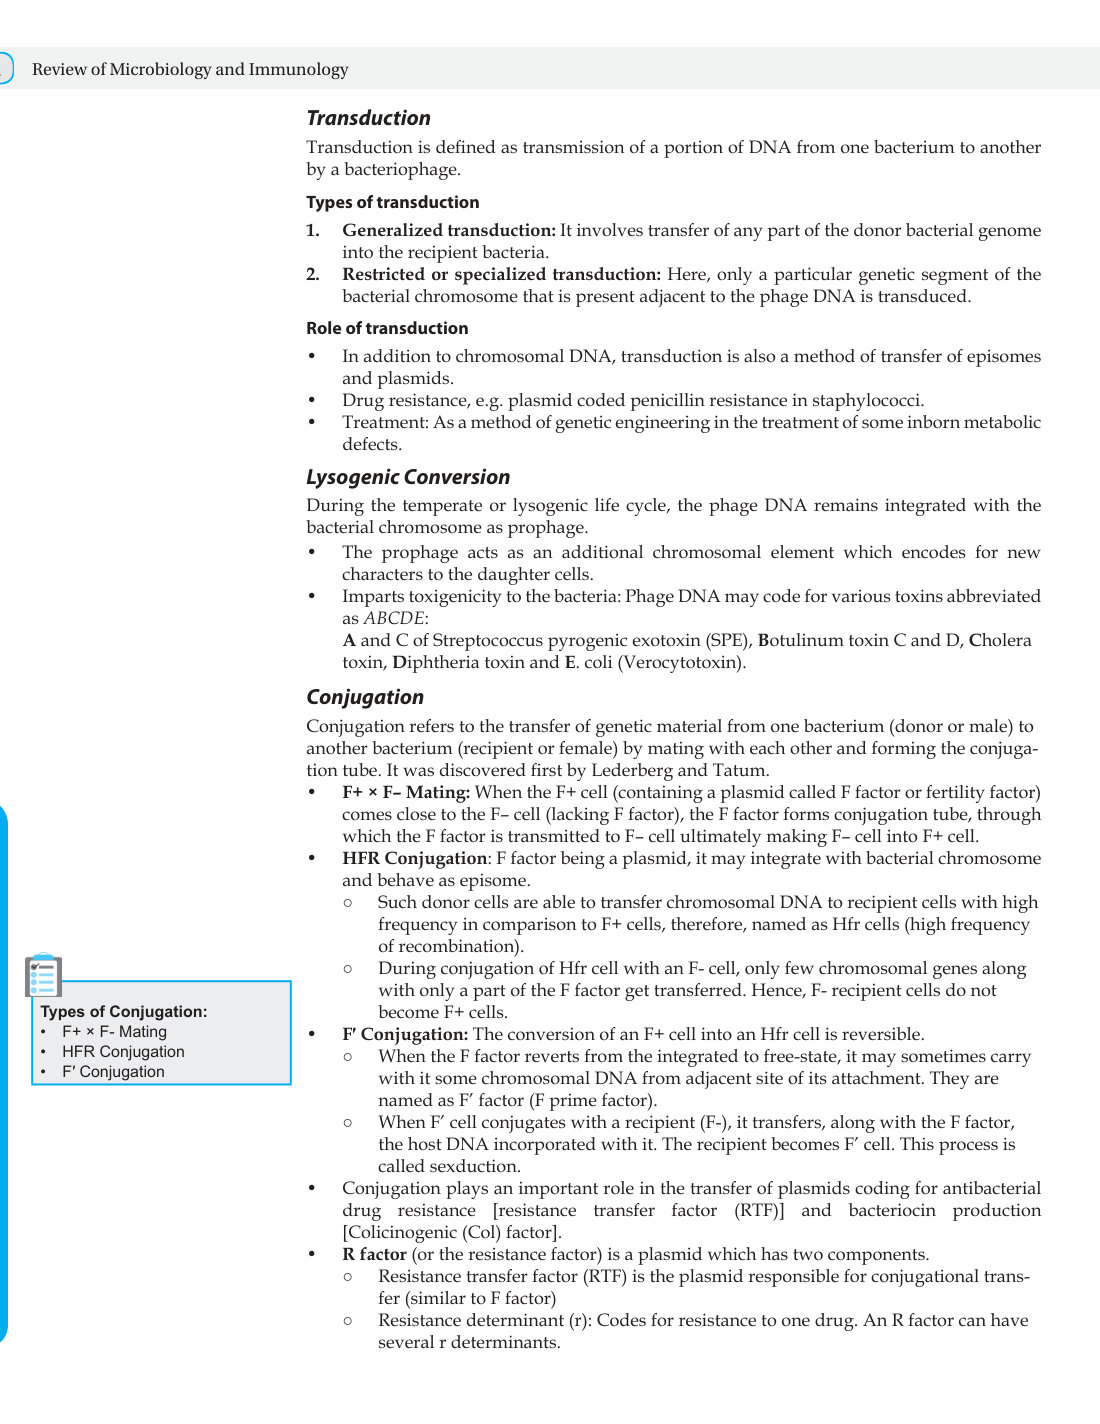 Review of Microbiology and Immunology
Transduction
Transduction is defined as transmission of a portion of DNA from one bacterium to another
by a bacteriophage.
Types of transduction
1. Generalized transduction: It involves transfer of any part of the donor bacterial genome
into the recipient bacteria.
2. Restricted or specialized transduction: Here, only a particular genetic segment of the
bacterial chromosome that is present adjacent to the phage DNA is transduced.
Role of transduction
• In addition to chromosomal DNA, transduction is also a method of transfer of episomes
and plasmids.
• Drug resistance, e.g. plasmid coded penicillin resistance in staphylococci.
• Treatment: As a method of genetic engineering in the treatment of some inborn metabolic
defects.
Lysogenic Conversion
During the temperate or lysogenic life cycle, the phage DNA remains integrated with the
bacterial chromosome as prophage.
• The prophage acts as an additional chromosomal element which encodes for new
characters to the daughter cells.
• Imparts toxigenicity to the bacteria: Phage DNA may code for various toxins abbreviated
as ABCDE:
A and C of Streptococcus pyrogenic exotoxin (SPE), Botulinum toxin C and D, Cholera
toxin, Diphtheria toxin and E. coli (Verocytotoxin).
Conjugation
Conjugation refers to the transfer of genetic material from one bacterium (donor or male) to
another bacterium (recipient or female) by mating with each other and forming the conjuga-
tion tube. It was discovered first by Lederberg and Tatum.
• F+ × F– Mating: When the F+ cell (containing a plasmid called F factor or fertility factor)
comes close to the F– cell (lacking F factor), the F factor forms conjugation tube, through
which the F factor is transmitted to F– cell ultimately making F– cell into F+ cell.
• HFR Conjugation: F factor being a plasmid, it may integrate with bacterial chromosome
and behave as episome.
○ Such donor cells are able to transfer chromosomal DNA to recipient cells with high
frequency in comparison to F+ cells, therefore, named as Hfr cells (high frequency
of recombination).
○ During conjugation of Hfr cell with an F- cell, only few chromosomal genes along
with only a part of the F factor get transferred. Hence, F- recipient cells do not
become F+ cells.
• F′ Conjugation: The conversion of an F+ cell into an Hfr cell is reversible.
○ When the F factor reverts from the integrated to free-state, it may sometimes carry
with it some chromosomal DNA from adjacent site of its attachment. They are
named as F′ factor (F prime factor).
○ When F′ cell conjugates with a recipient (F-), it transfers, along with the F factor,
the host DNA incorporated with it. The recipient becomes F′ cell. This process is
called sexduction.
• Conjugation plays an important role in the transfer of plasmids coding for antibacterial
drug resistance [resistance transfer factor (RTF)] and bacteriocin production
[Colicinogenic (Col) factor].
• R factor (or the resistance factor) is a plasmid which has two components.
○ Resistance transfer factor (RTF) is the plasmid responsible for conjugational trans-
fer (similar to F factor)
○ Resistance determinant (r): Codes for resistance to one drug. An R factor can have
several r determinants.
Types of Conjugation:
• F+ × F- Mating
• HFR Conjugation
• F′ Conjugation